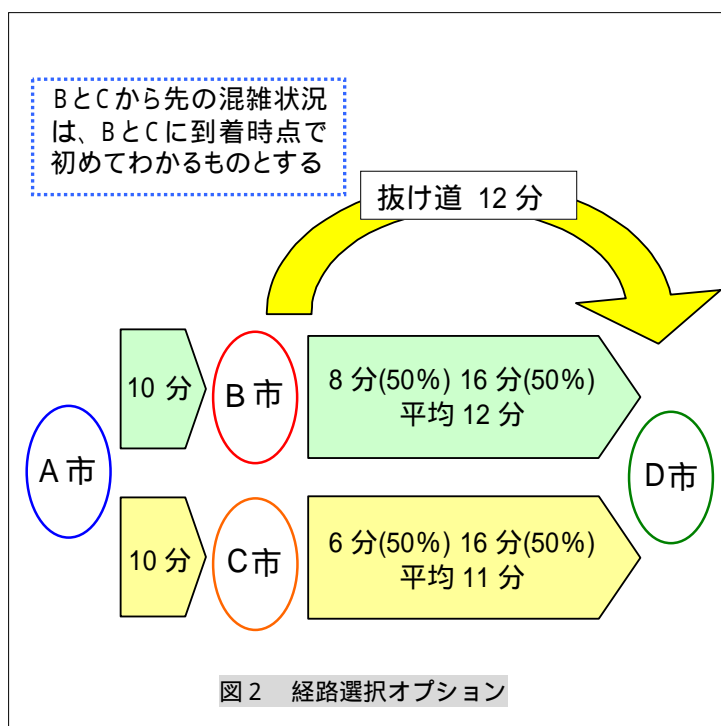 BとCから先の混雑状況
は、BとCに到着時点で
初めてわかるものとする
抜け道 12 分
10 分
B 市
8 分(50%) 16 分(50%)
平均 12 分
A 市
D市
10 分
C市
6 分(50%) 16 分(50%)
平均 11 分
図 2 経路選択オプション